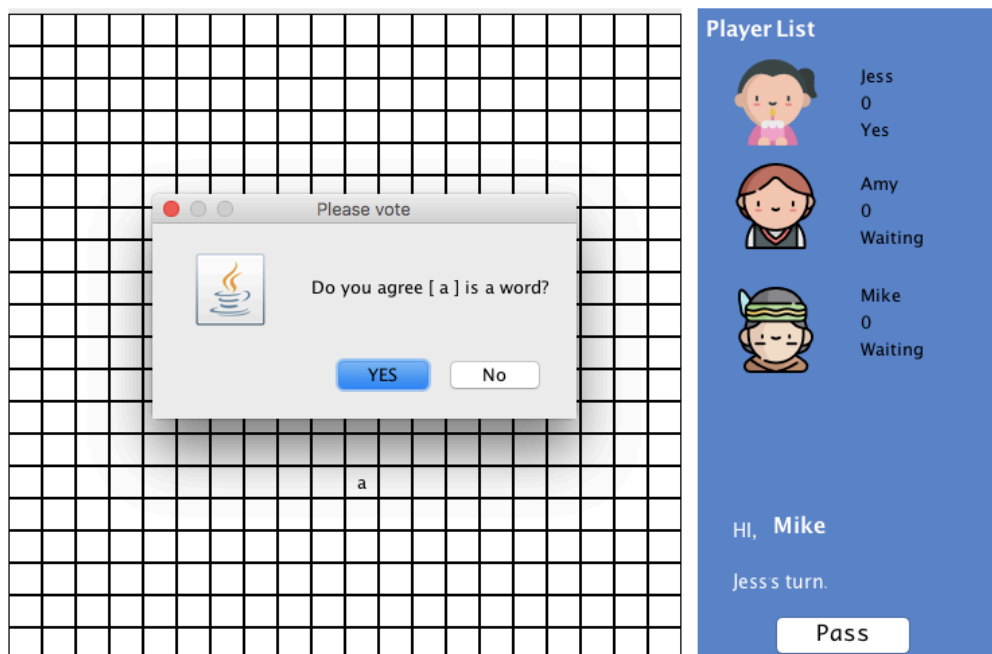 Please vote
Do you agree [ a ] is a word?
YES
No
a
Player List
Jess
0
Yes
Amy
0
Waiting
Mike
0
Waiting
HI, Mike
Jess's turn.
Pass